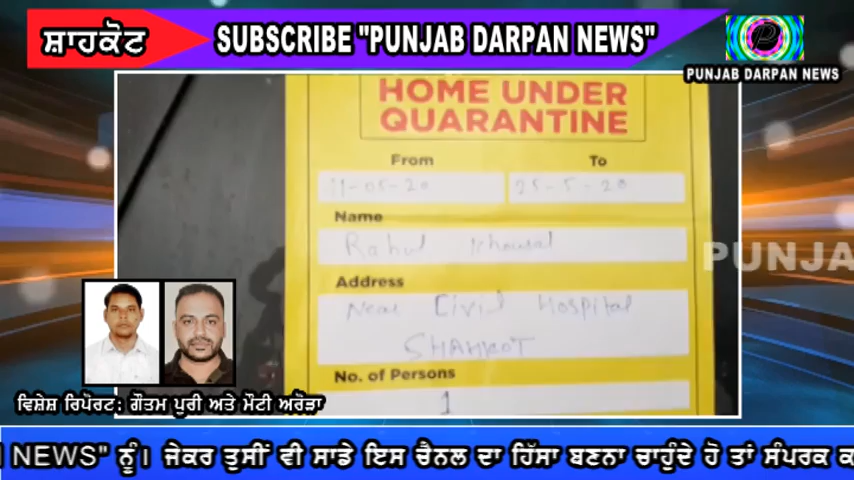 ਸ਼ਾਹਕੋਟ
SUBSCRIBE "PUNJAB DARPAN NEWS"
PUNJAB DARPAN NEWS
HOME UNDER
QUARANTINE
From To
11-05-20 25-5-20
Name
Rahul
PUNJA
Address
Near Civil Hospital
SHAHKOT
No. of Persons
1
ਵਿਸ਼ੇਸ਼ ਰਿਪੋਰਟ: ਗੌਤਮ ਪੁਰੀ ਅਤੇ ਮੌਂਟੀ ਅਰੋੜਾ
NEWS" ਨੂੰ। ਜੇਕਰ ਤੁਸੀਂ ਵੀ ਸਾਡੇ ਇਸ ਚੈਨਲ ਦਾ ਹਿੱਸਾ ਬਣਨਾ ਚਾਹੁੰਦੇ ਹੋ ਤਾਂ ਸੰਪਰਕ ਕ